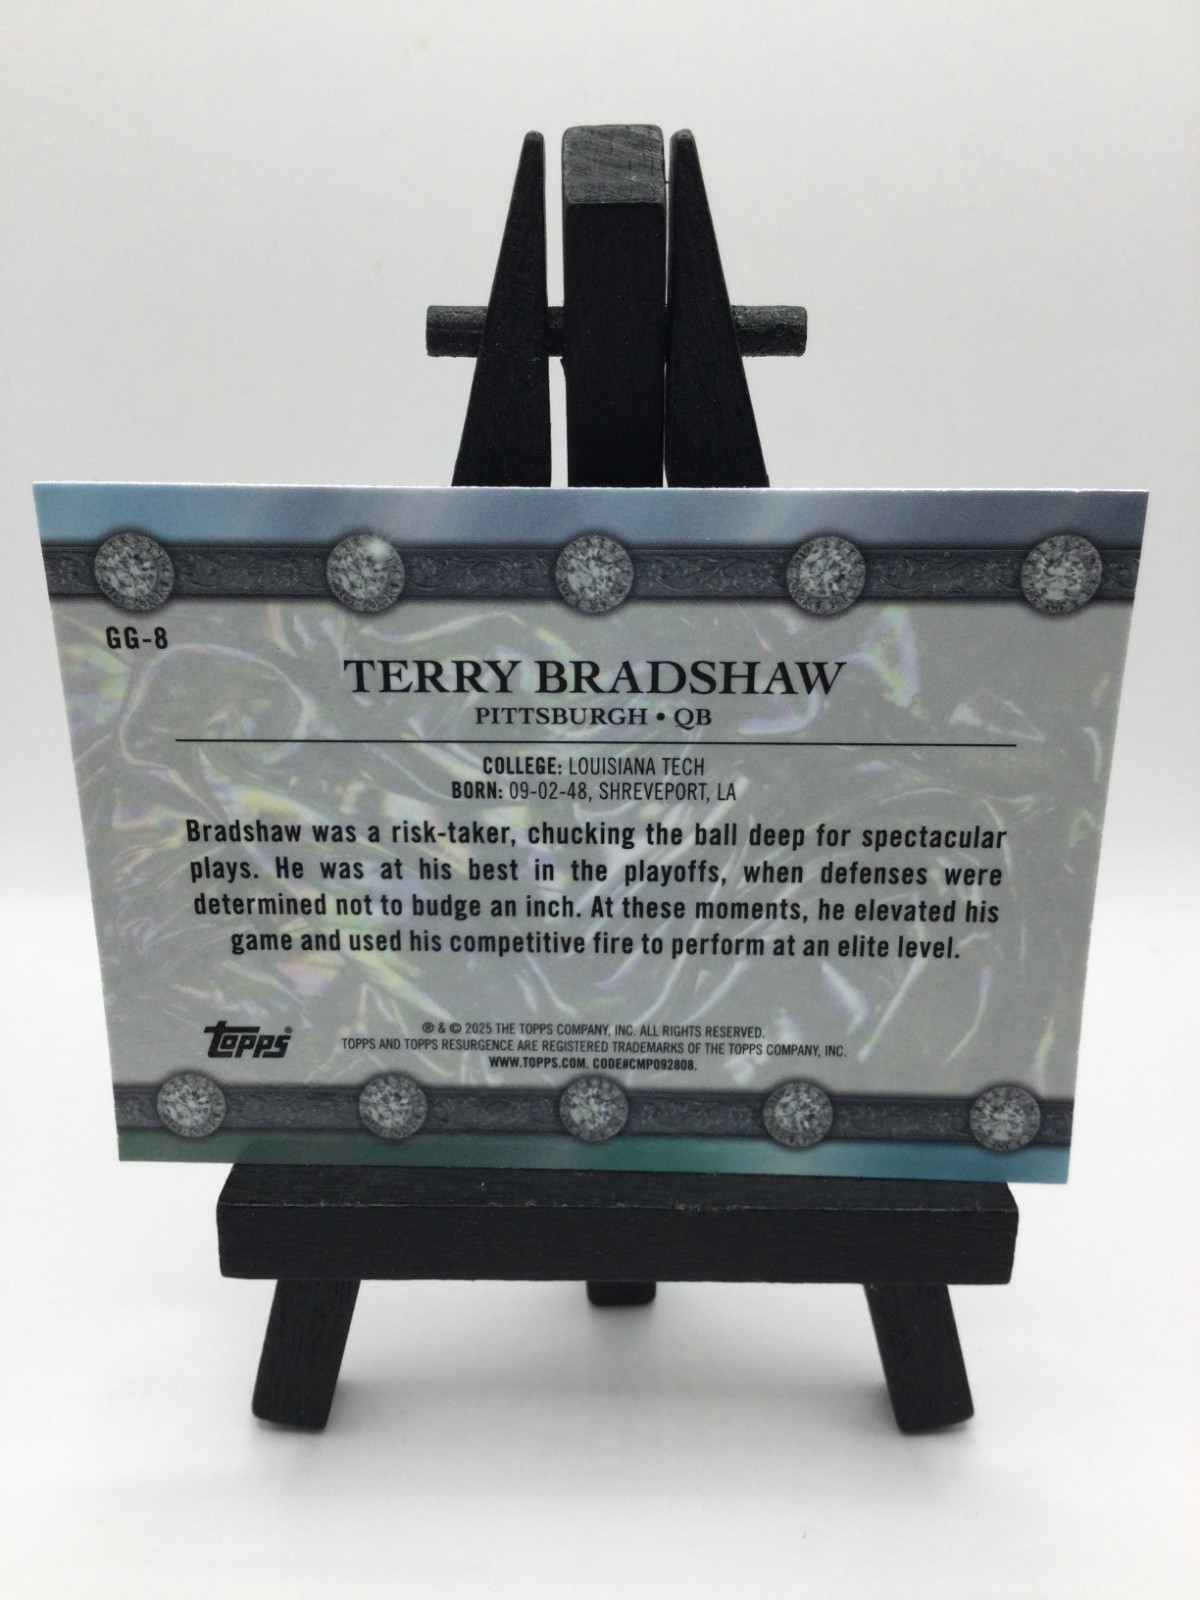 GG-8
TERRY BRADSHAW
PITTSBURGH • QB
COLLEGE: LOUISIANA TECH
BORN: 09-02-48, SHREVEPORT, LA
Bradshaw was a risk-taker, chucking the ball deep for spectacular
plays. He was at his best in the playoffs, when defenses were
determined not to budge an inch. At these moments, he elevated his
game and used his competitive fire to perform at an elite level.
topps®
® & © 2025 THE TOPPS COMPANY, INC. ALL RIGHTS RESERVED.
TOPPS AND TOPPS RESURGENCE ARE REGISTERED TRADEMARKS OF THE TOPPS COMPANY, INC.
WWW.TOPPS.COM. CODE#CMP092808.